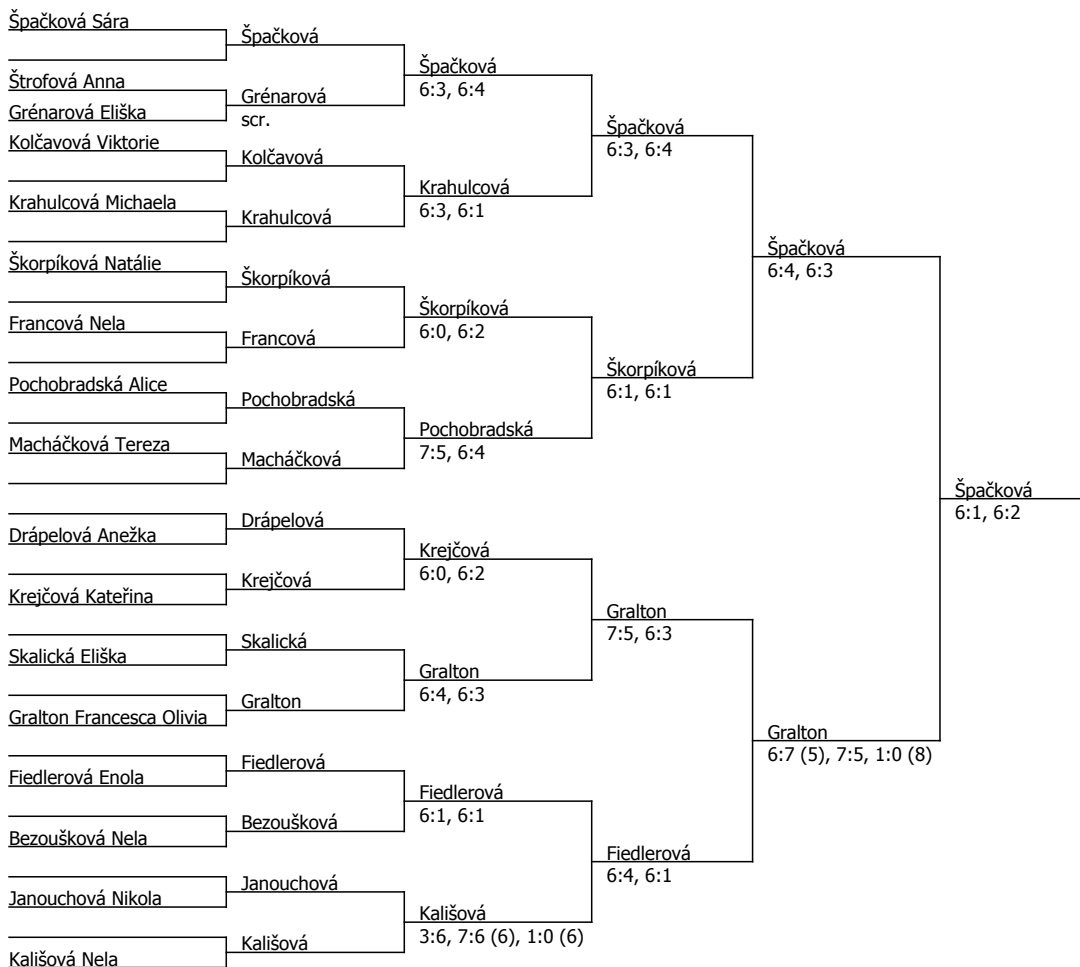 Špačková Sára
Štrofová Anna
Grénarová Eliška
Kolčavová Viktorie
Krahulcová Michaela
Škorpíková Natálie
Francová Nela
Pochobradská Alice
Macháčková Tereza
Drápelová Anežka
Krejčová Kateřina
Skalická Eliška
Gralton Francesca Olivia
Fiedlerová Enola
Bezoušková Nela
Janouchová Nikola
Kališová Nela
Špačková
Grénarová
scr.
Kolčavová
Krahulcová
Škorpíková
Francová
Pochobradská
Macháčková
Drápelová
Krejčová
Skalická
Gralton
Fiedlerová
Bezoušková
Janouchová
Kališová
Špačková
6:3, 6:4
Krahulcová
6:3, 6:1
Škorpíková
6:0, 6:2
Pochobradská
7:5, 6:4
Krejčová
6:0, 6:2
Gralton
6:4, 6:3
Fiedlerová
6:1, 6:1
Kališová
3:6, 7:6 (6), 1:0 (6)
Špačková
6:3, 6:4
Škorpíková
6:1, 6:1
Gralton
7:5, 6:3
Fiedlerová
6:4, 6:1
Špačková
6:4, 6:3
Gralton
6:7 (5), 7:5, 1:0 (8)
Špačková
6:1, 6:2